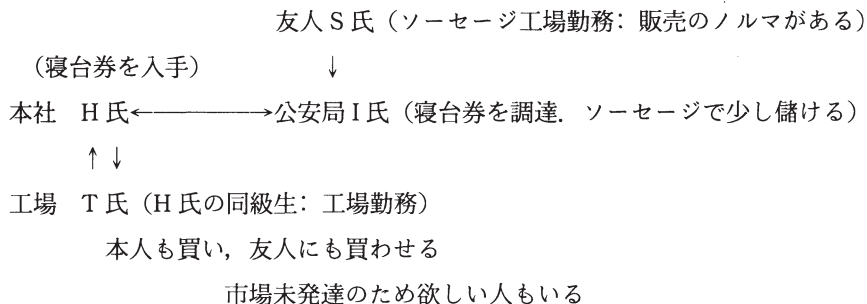 友人S氏（ソーセージ工場勤務：販売のノルマがある）
（寝台券を入手） ↓
本社 H氏←――――→公安局I氏（寝台券を調達．ソーセージで少し儲ける）
↑↓
工場 T氏（H氏の同級生：工場勤務）
本人も買い，友人にも買わせる
市場未発達のため欲しい人もいる